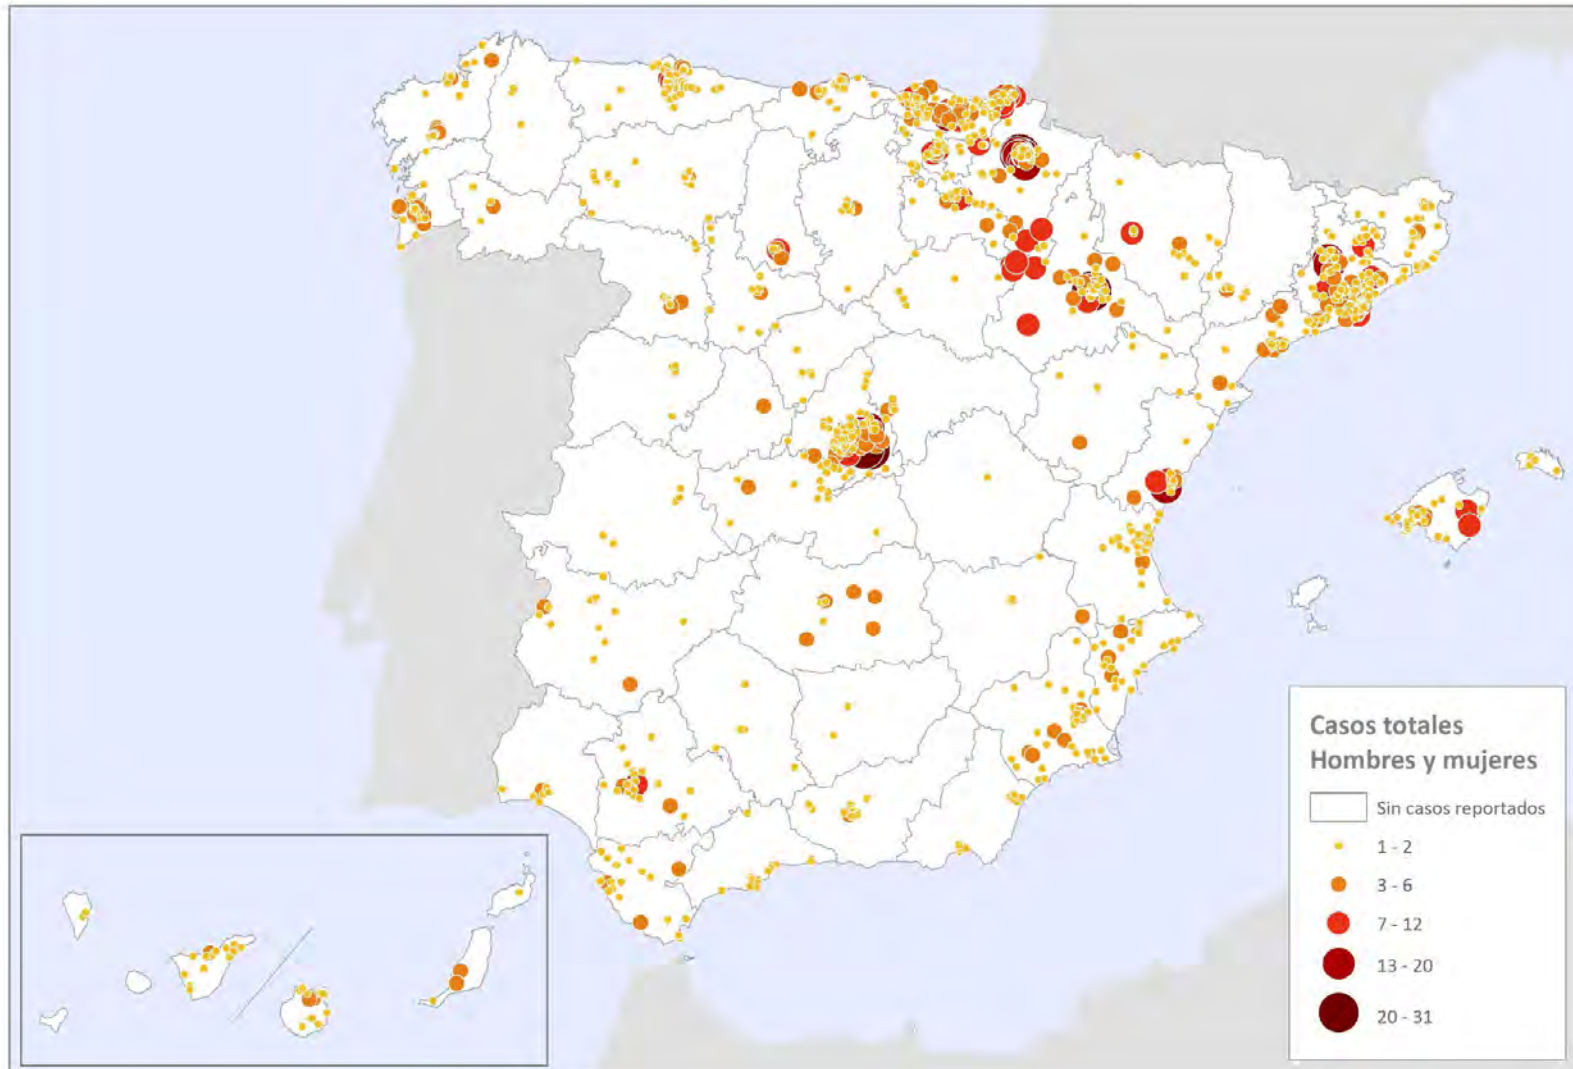 Casos totales
Hombres y mujeres
Sin casos reportados
1 - 2
3 - 6
7 - 12
13 - 20
20 - 31